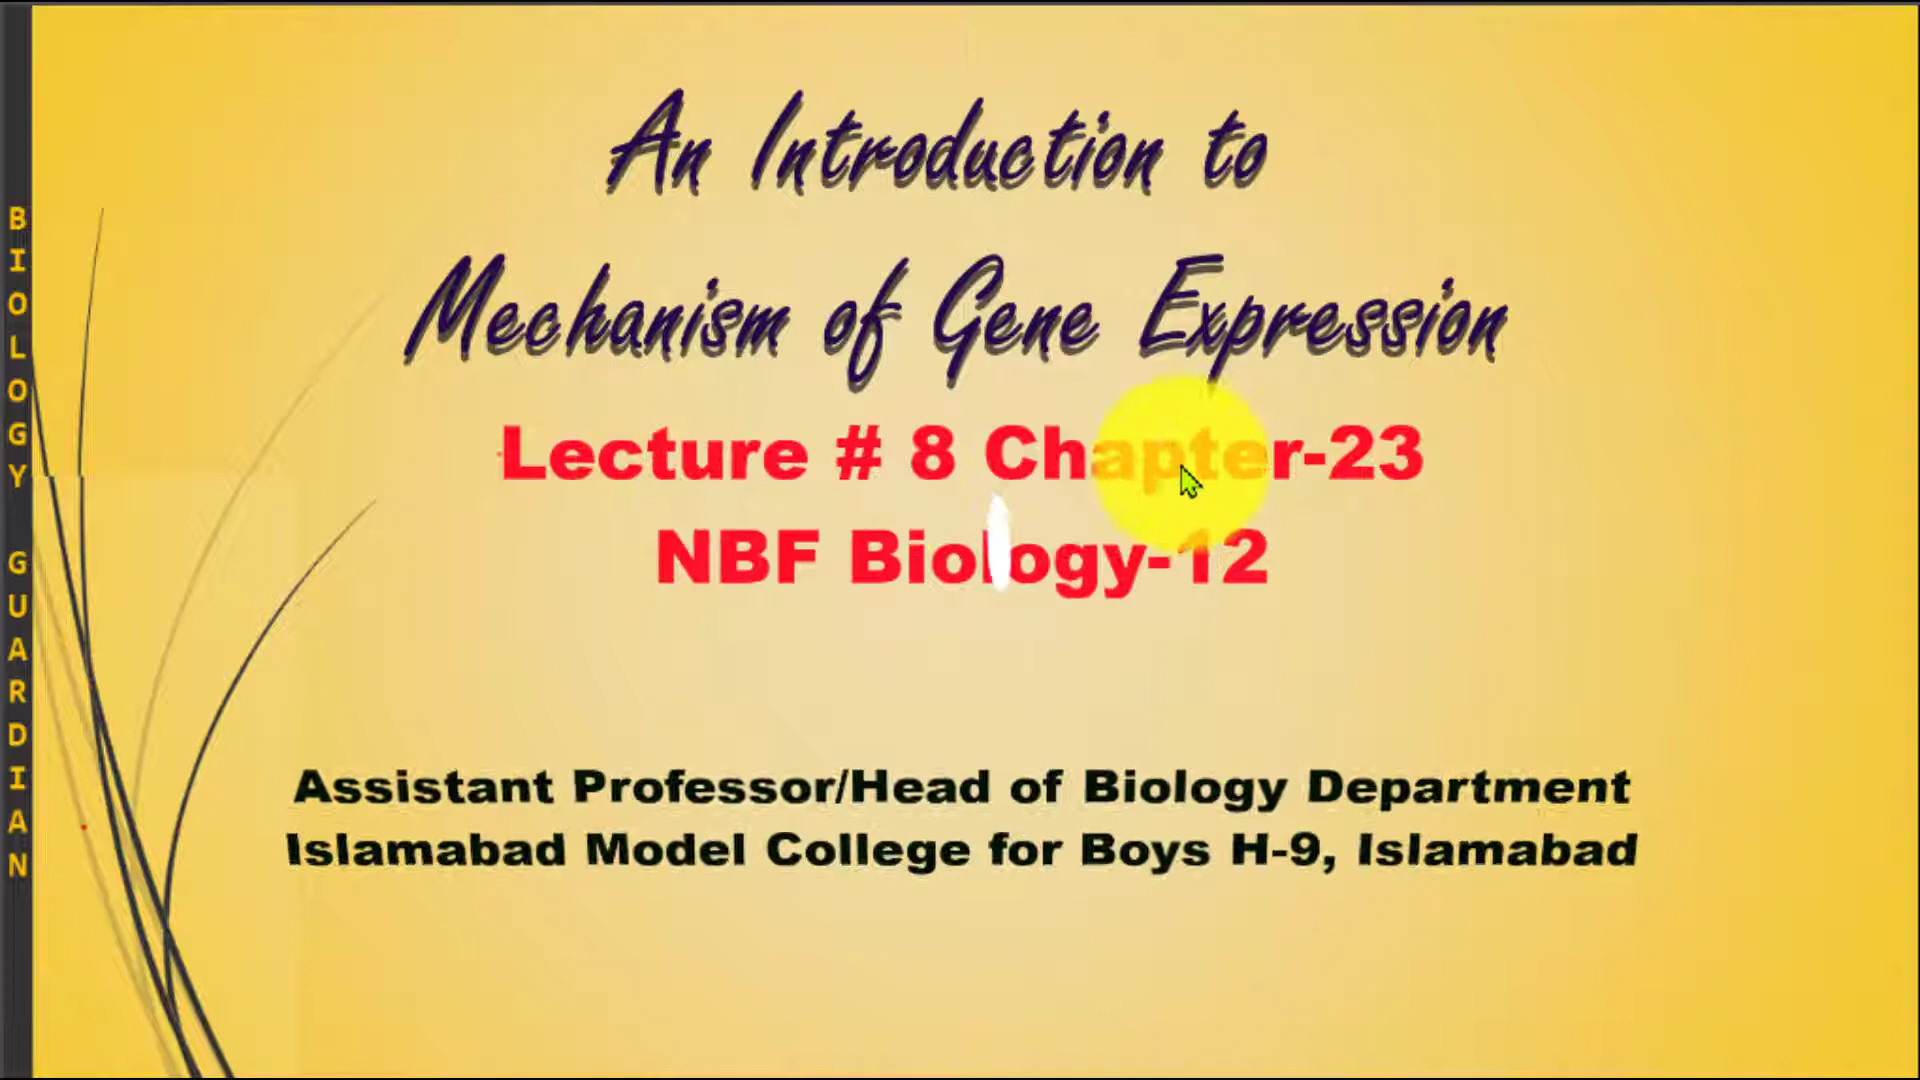 An Introduction to
Mechanism of Gene Expression
Lecture # 8 Chapter-23
NBF Biology-12
Assistant Professor/Head of Biology Department
Islamabad Model College for Boys H-9, Islamabad
BIOLOGY GUARDIAN